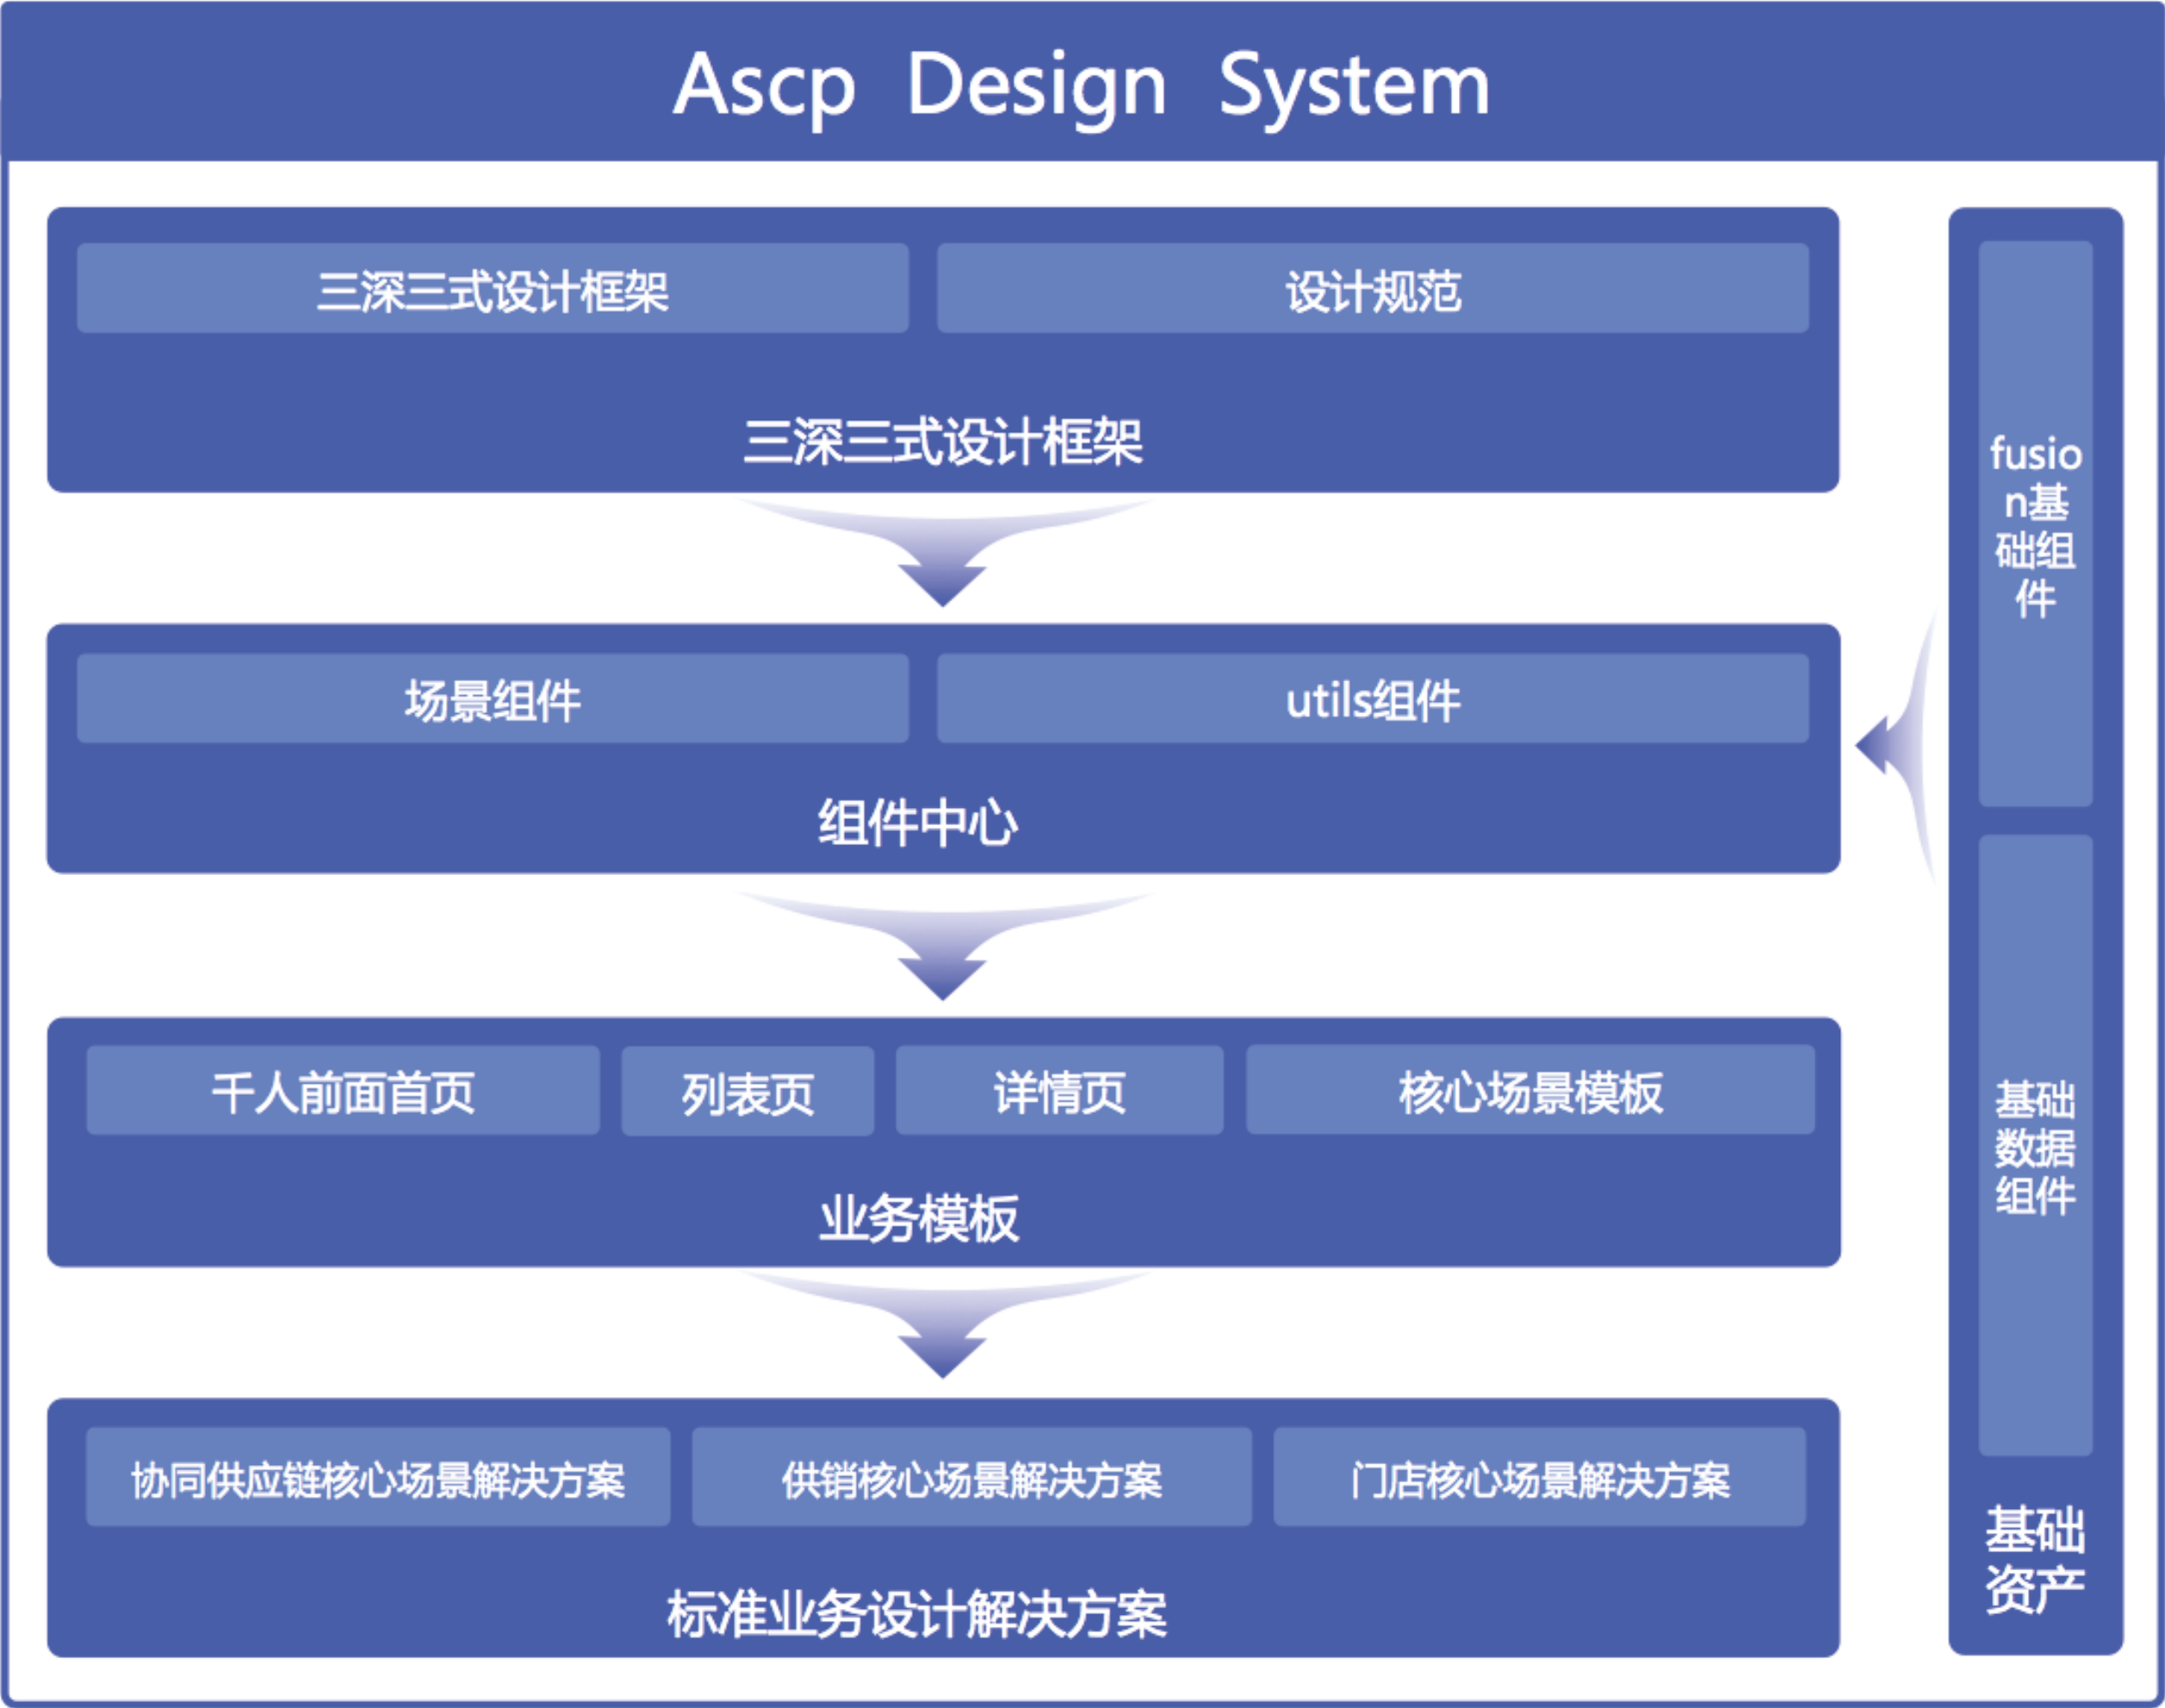 Ascp Design System
三深三式设计框架
设计规范
三深三式设计框架
场景组件
utils组件
组件中心
千人前面首页
列表页
详情页
核心场景模板
业务模板
协同供应链核心场景解决方案
供销核心场景解决方案
门店核心场景解决方案
标准业务设计解决方案
fusio
n基
础组
件
基础
数据
组件
基础
资产